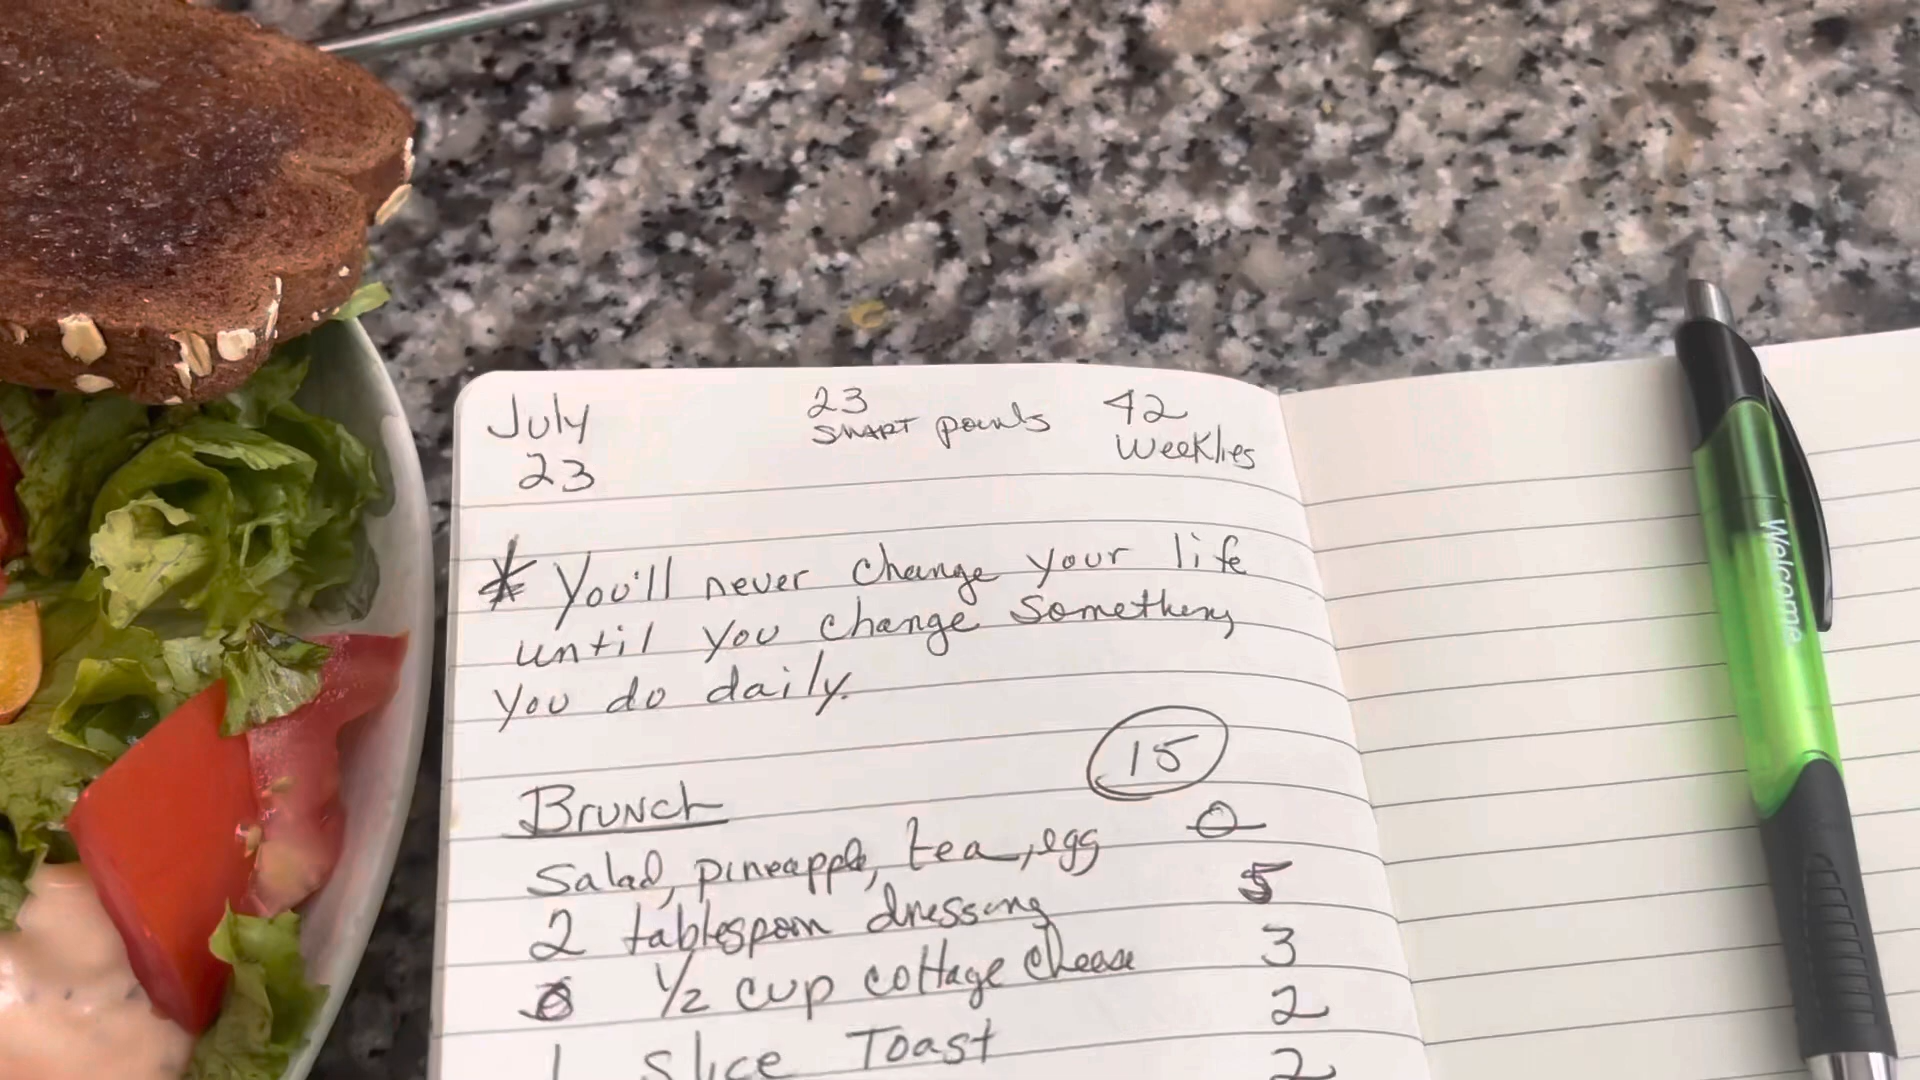 July
23
23
SMART points
42
Weeklies
* You'll never change your life
until you change something
you do daily.
15
Brunch
Salad, pineapple, tea, egg 0
2 tablespoon dressing 5
1/2 cup cottage cheese 3
1 slice Toast 2
2
Welcome